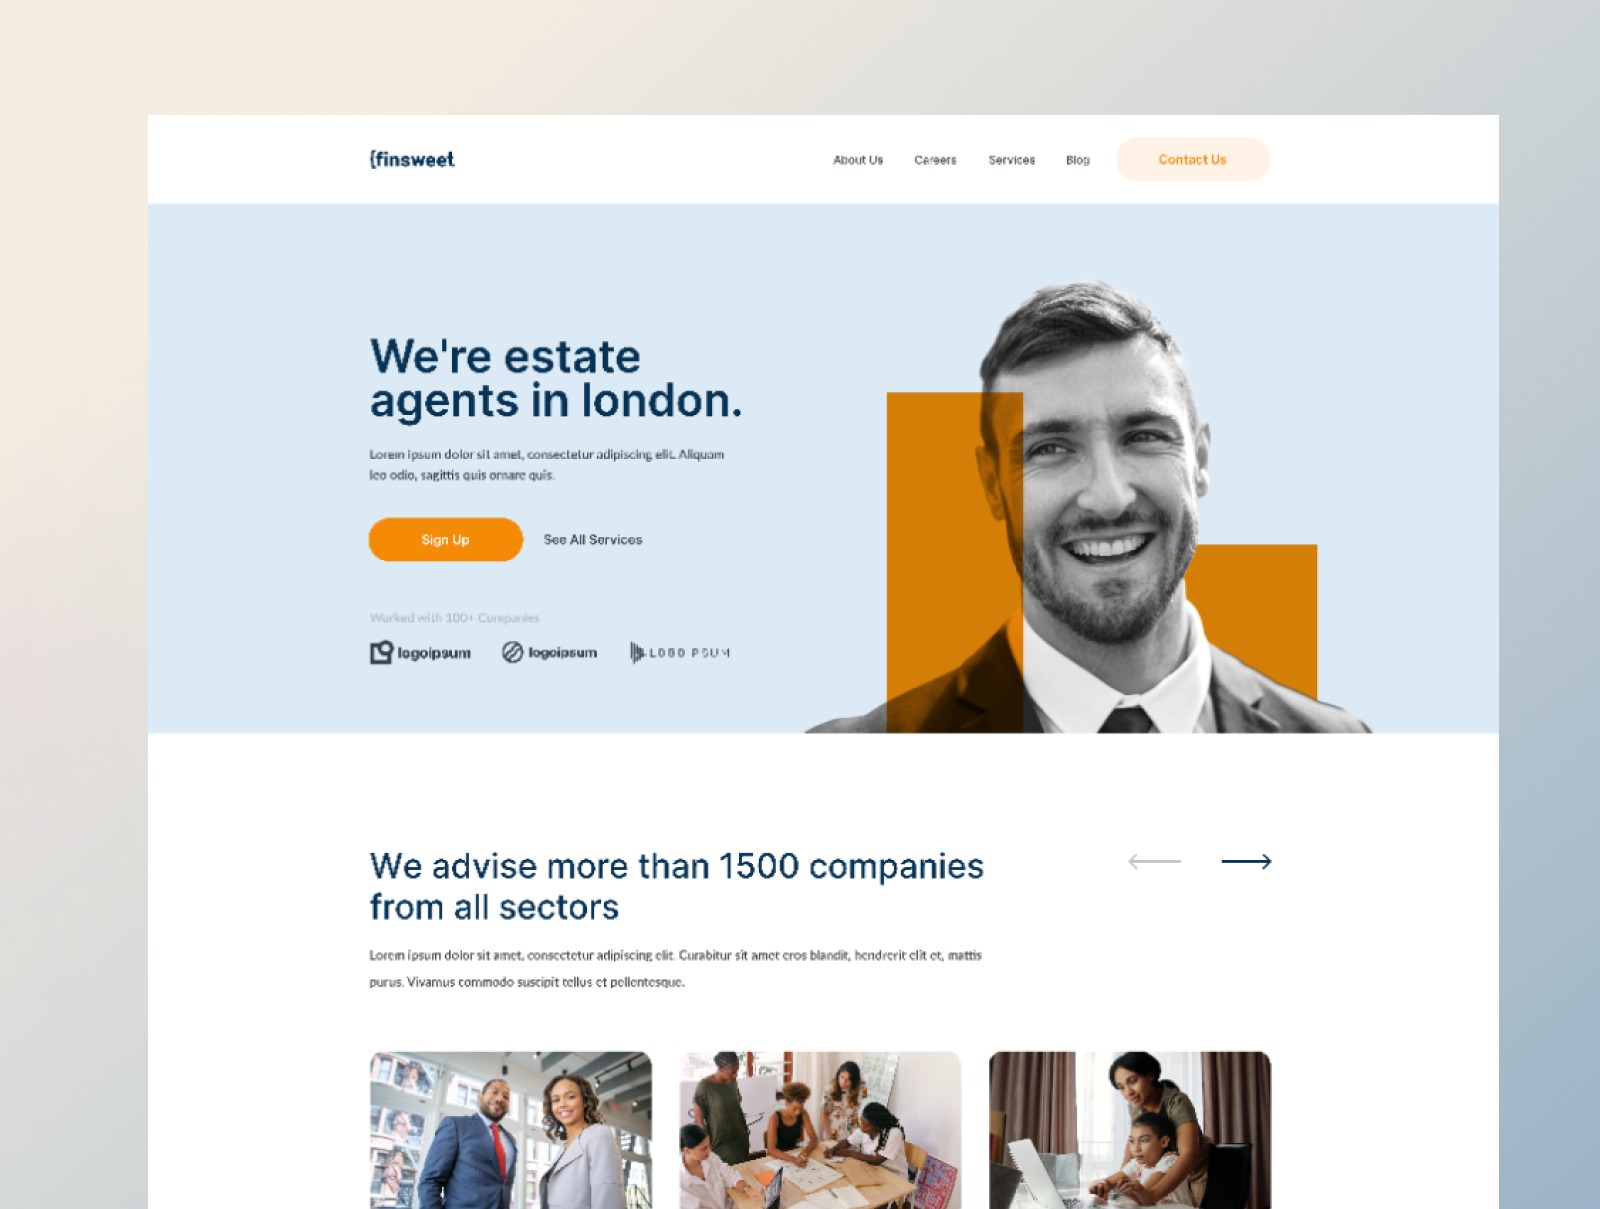 {finsweet
About Us
Careers
Services
Blog
Contact Us
We're estate
agents in london.
Lorem ipsum dolor sit amet, consectetur adipiscing elit. Aliquam
leo odio, sagittis quis ornare quis.
Sign Up
See All Services
Worked with 100+ Companies
logoipsum
logoipsum
LOGO PSUM
We advise more than 1500 companies
from all sectors
Lorem ipsum dolor sit amet, consectetur adipiscing elit. Curabitur sit amet eros blandit, hendrerit elit et, mattis
purus. Vivamus commodo suscipit tellus et pellentesque.